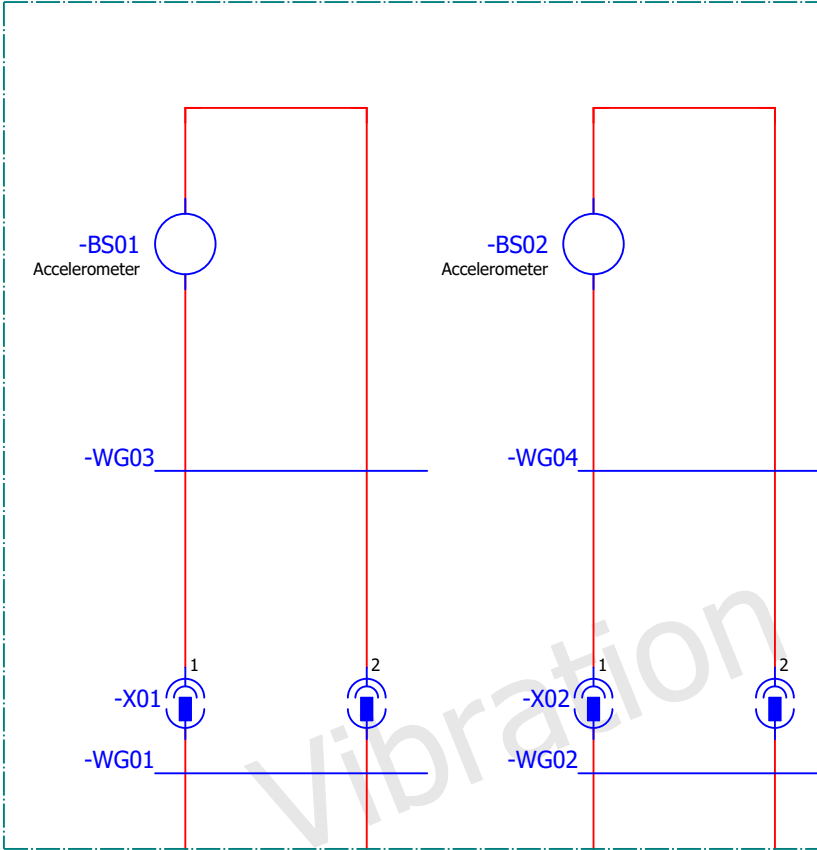 -BS01
Accelerometer
-BS02
Accelerometer
-WG03
-WG04
1
2
1
2
-X01
-X02
-WG01
-WG02
Vibration